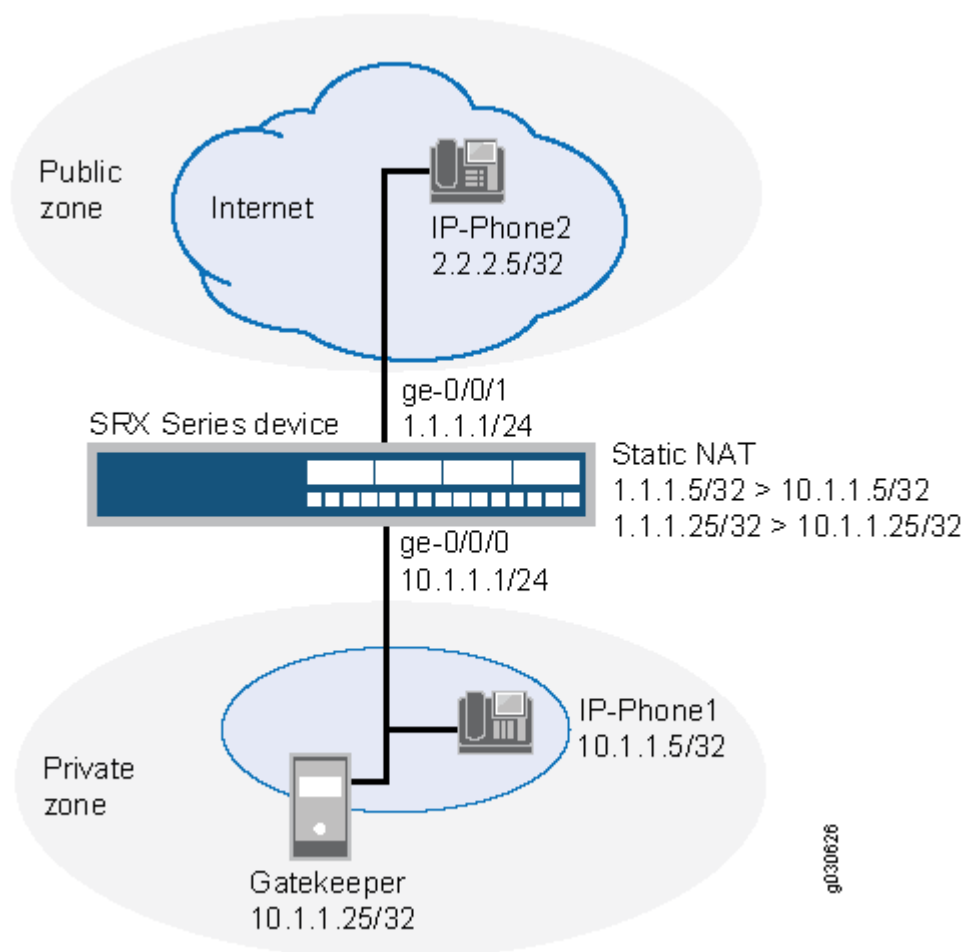 Public
zone
Internet
IP-Phone2
2.2.2.5/32
ge-0/0/1
1.1.1.1/24
SRX Series device
Static NAT
1.1.1.5/32 > 10.1.1.5/32
1.1.1.25/32 > 10.1.1.25/32
ge-0/0/0
10.1.1.1/24
IP-Phone1
10.1.1.5/32
Private
zone
Gatekeeper
10.1.1.25/32
g030626